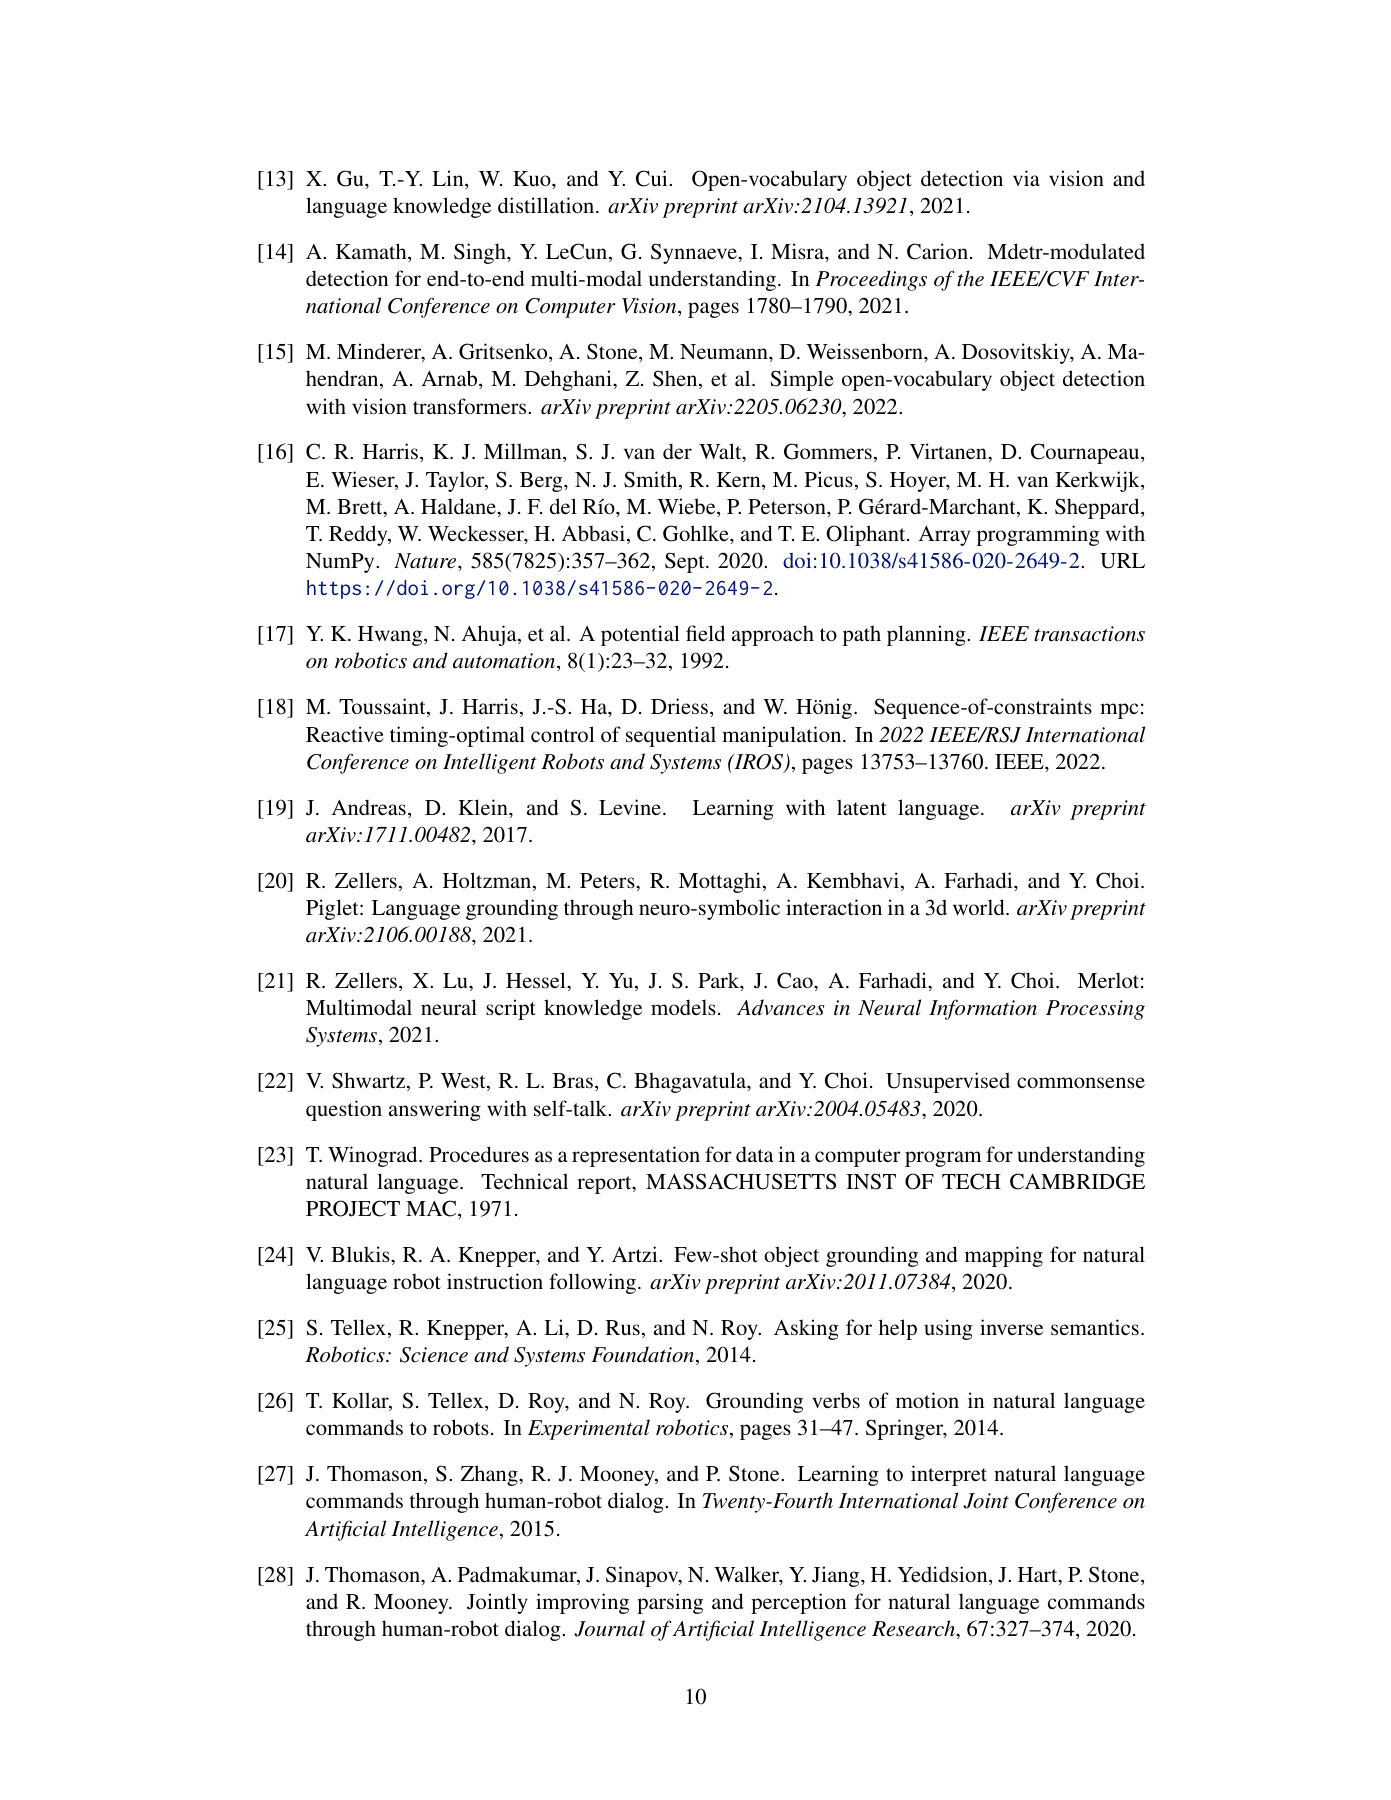 [13] X. Gu, T.-Y. Lin, W. Kuo, and Y. Cui. Open-vocabulary object detection via vision and
language knowledge distillation. arXiv preprint arXiv:2104.13921, 2021.
[14] A. Kamath, M. Singh, Y. LeCun, G. Synnaeve, I. Misra, and N. Carion. Mdetr-modulated
detection for end-to-end multi-modal understanding. In Proceedings of the IEEE/CVF Inter-
national Conference on Computer Vision, pages 1780–1790, 2021.
[15] M. Minderer, A. Gritsenko, A. Stone, M. Neumann, D. Weissenborn, A. Dosovitskiy, A. Ma-
hendran, A. Arnab, M. Dehghani, Z. Shen, et al. Simple open-vocabulary object detection
with vision transformers. arXiv preprint arXiv:2205.06230, 2022.
[16] C. R. Harris, K. J. Millman, S. J. van der Walt, R. Gommers, P. Virtanen, D. Cournapeau,
E. Wieser, J. Taylor, S. Berg, N. J. Smith, R. Kern, M. Picus, S. Hoyer, M. H. van Kerkwijk,
M. Brett, A. Haldane, J. F. del Río, M. Wiebe, P. Peterson, P. Gérard-Marchant, K. Sheppard,
T. Reddy, W. Weckesser, H. Abbasi, C. Gohlke, and T. E. Oliphant. Array programming with
NumPy. Nature, 585(7825):357–362, Sept. 2020. doi:10.1038/s41586-020-2649-2. URL
https://doi.org/10.1038/s41586-020-2649-2.
[17] Y. K. Hwang, N. Ahuja, et al. A potential field approach to path planning. IEEE transactions
on robotics and automation, 8(1):23–32, 1992.
[18] M. Toussaint, J. Harris, J.-S. Ha, D. Driess, and W. Hönig. Sequence-of-constraints mpc:
Reactive timing-optimal control of sequential manipulation. In 2022 IEEE/RSJ International
Conference on Intelligent Robots and Systems (IROS), pages 13753–13760. IEEE, 2022.
[19] J. Andreas, D. Klein, and S. Levine. Learning with latent language. arXiv preprint
arXiv:1711.00482, 2017.
[20] R. Zellers, A. Holtzman, M. Peters, R. Mottaghi, A. Kembhavi, A. Farhadi, and Y. Choi.
Piglet: Language grounding through neuro-symbolic interaction in a 3d world. arXiv preprint
arXiv:2106.00188, 2021.
[21] R. Zellers, X. Lu, J. Hessel, Y. Yu, J. S. Park, J. Cao, A. Farhadi, and Y. Choi. Merlot:
Multimodal neural script knowledge models. Advances in Neural Information Processing
Systems, 2021.
[22] V. Shwartz, P. West, R. L. Bras, C. Bhagavatula, and Y. Choi. Unsupervised commonsense
question answering with self-talk. arXiv preprint arXiv:2004.05483, 2020.
[23] T. Winograd. Procedures as a representation for data in a computer program for understanding
natural language. Technical report, MASSACHUSETTS INST OF TECH CAMBRIDGE
PROJECT MAC, 1971.
[24] V. Blukis, R. A. Knepper, and Y. Artzi. Few-shot object grounding and mapping for natural
language robot instruction following. arXiv preprint arXiv:2011.07384, 2020.
[25] S. Tellex, R. Knepper, A. Li, D. Rus, and N. Roy. Asking for help using inverse semantics.
Robotics: Science and Systems Foundation, 2014.
[26] T. Kollar, S. Tellex, D. Roy, and N. Roy. Grounding verbs of motion in natural language
commands to robots. In Experimental robotics, pages 31–47. Springer, 2014.
[27] J. Thomason, S. Zhang, R. J. Mooney, and P. Stone. Learning to interpret natural language
commands through human-robot dialog. In Twenty-Fourth International Joint Conference on
Artificial Intelligence, 2015.
[28] J. Thomason, A. Padmakumar, J. Sinapov, N. Walker, Y. Jiang, H. Yedidsion, J. Hart, P. Stone,
and R. Mooney. Jointly improving parsing and perception for natural language commands
through human-robot dialog. Journal of Artificial Intelligence Research, 67:327–374, 2020.
10